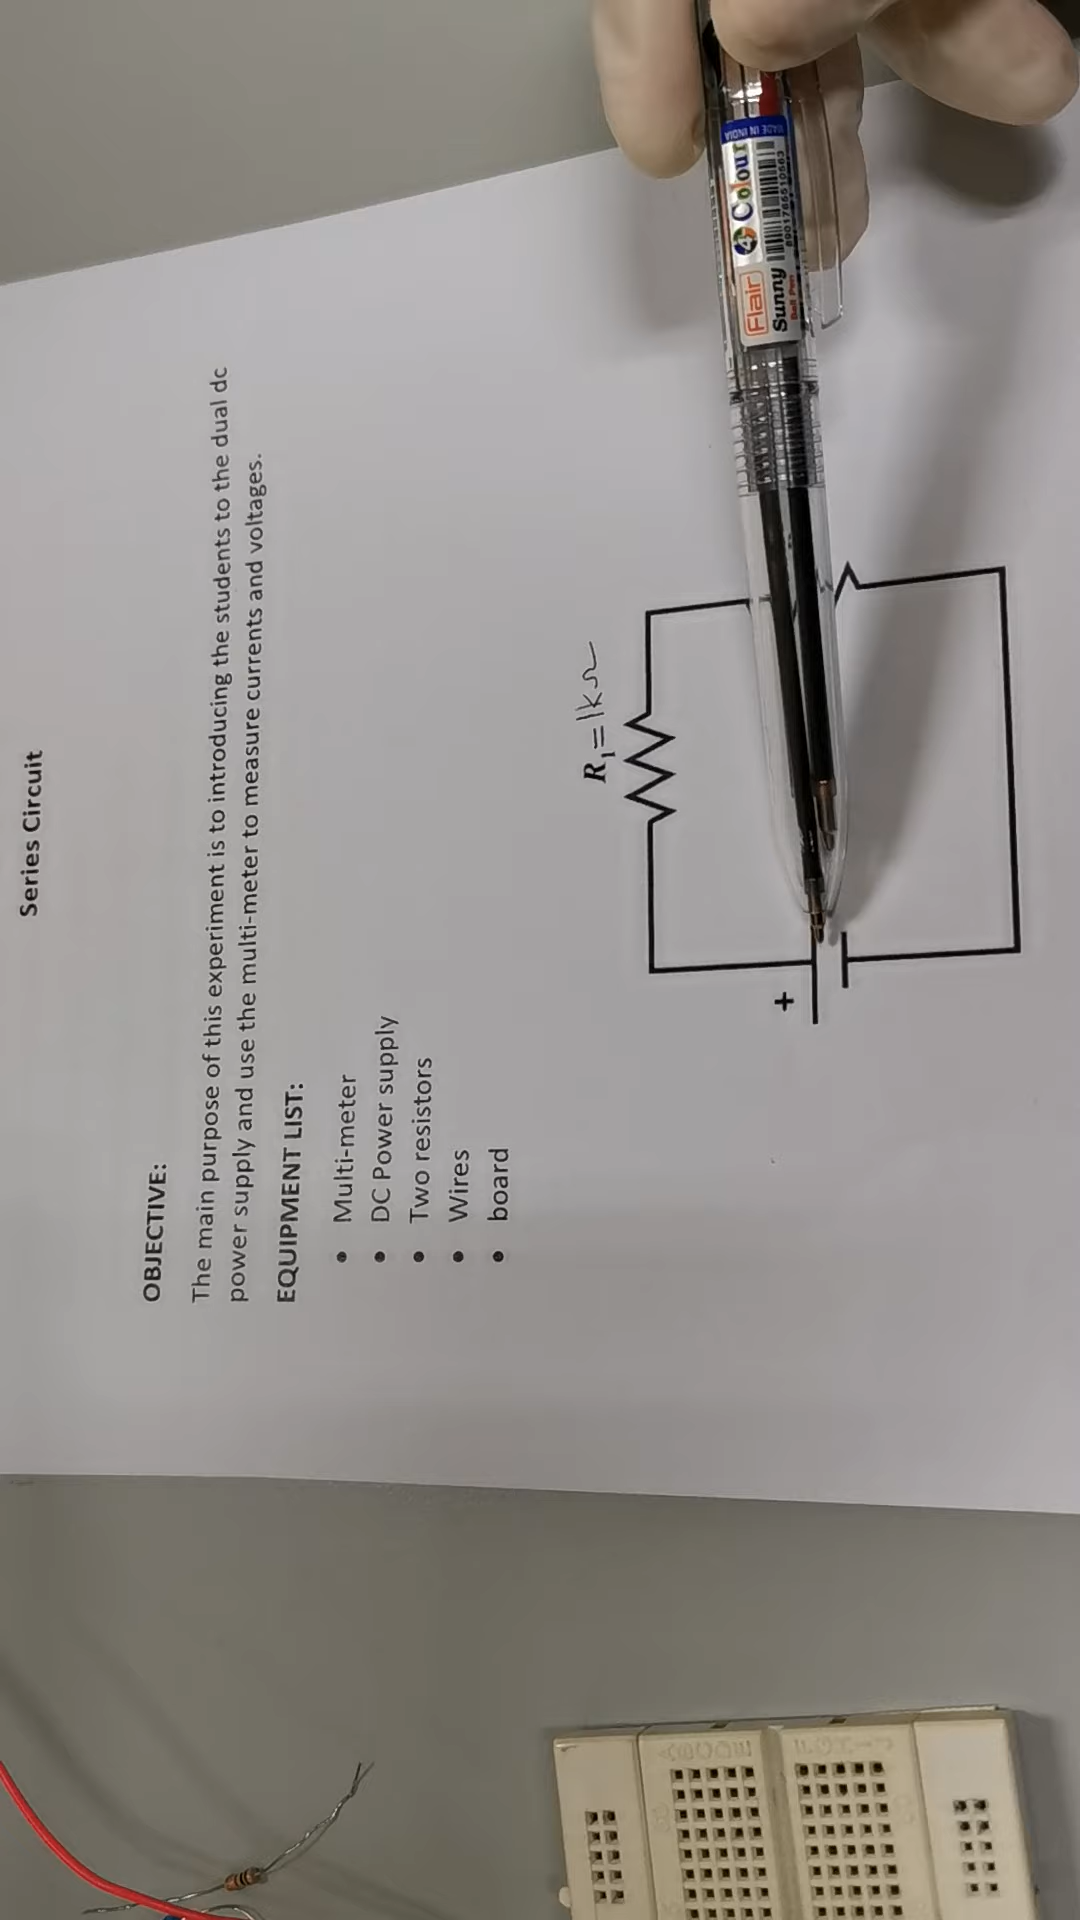 Series Circuit
OBJECTIVE:
The main purpose of this experiment is to introducing the students to the dual dc
power supply and use the multi-meter to measure currents and voltages.
EQUIPMENT LIST:
• Multi-meter
• DC Power supply
• Two resistors
• Wires
• board
R₁=1kΩ
+
Flair
Sunny
Ball Pen
4 Colour
MADE IN INDIA